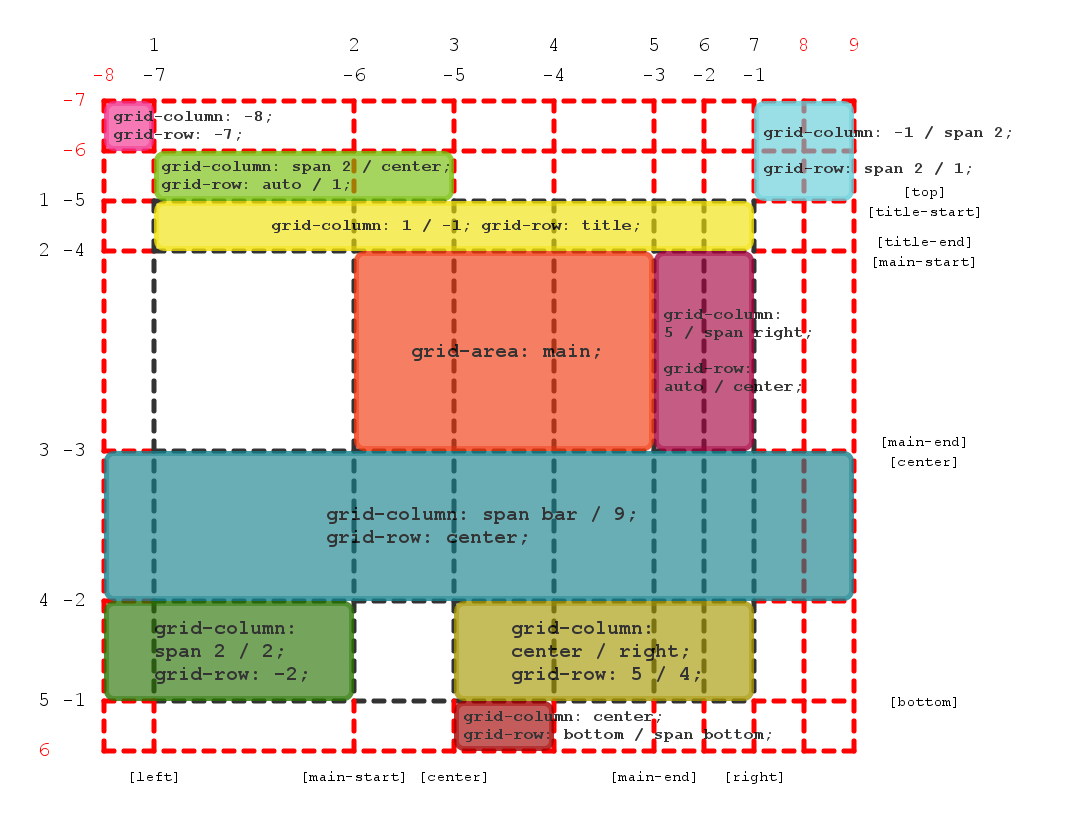 1 2 3 4 5 6 7 8 9
-8 -7 -6 -5 -4 -3 -2 -1
-7
grid-column: -8;
grid-row: -7;
grid-column: -1 / span 2;
grid-row: span 2 / 1;
-6
grid-column: span 2 / center;
grid-row: auto / 1;
[top]
1 -5
[title-start]
grid-column: 1 / -1; grid-row: title;
[title-end]
2 -4
[main-start]
grid-column:
5 / span right;
grid-area: main;
grid-row:
auto / center;
[main-end]
3 -3
[center]
grid-column: span bar / 9;
grid-row: center;
4 -2
grid-column:
span 2 / 2;
grid-row: -2;
grid-column:
center / right;
grid-row: 5 / 4;
5 -1
[bottom]
grid-column: center;
grid-row: bottom / span bottom;
6
[left] [main-start] [center] [main-end] [right]